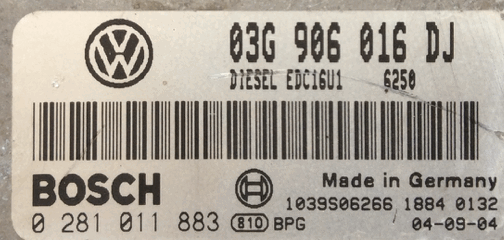 03G 906 016 DJ
DIESEL EDC16U1 6250
BOSCH
Made in Germany
1039S06266 1884 0132
0 281 011 883 810 BPG 04-09-04